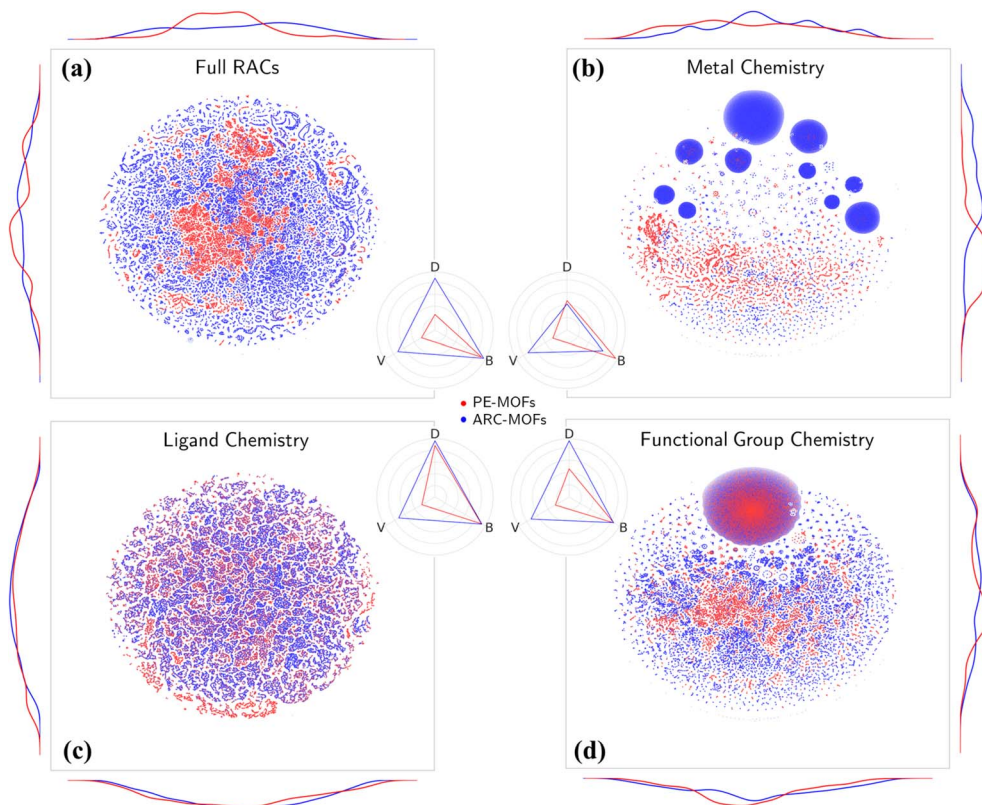 (a)
Full RACs
(b)
Metal Chemistry
D
V
B
D
V
B
PE-MOFs
ARC-MOFs
Ligand Chemistry
D
V
B
D
V
B
Functional Group Chemistry
(c)
(d)